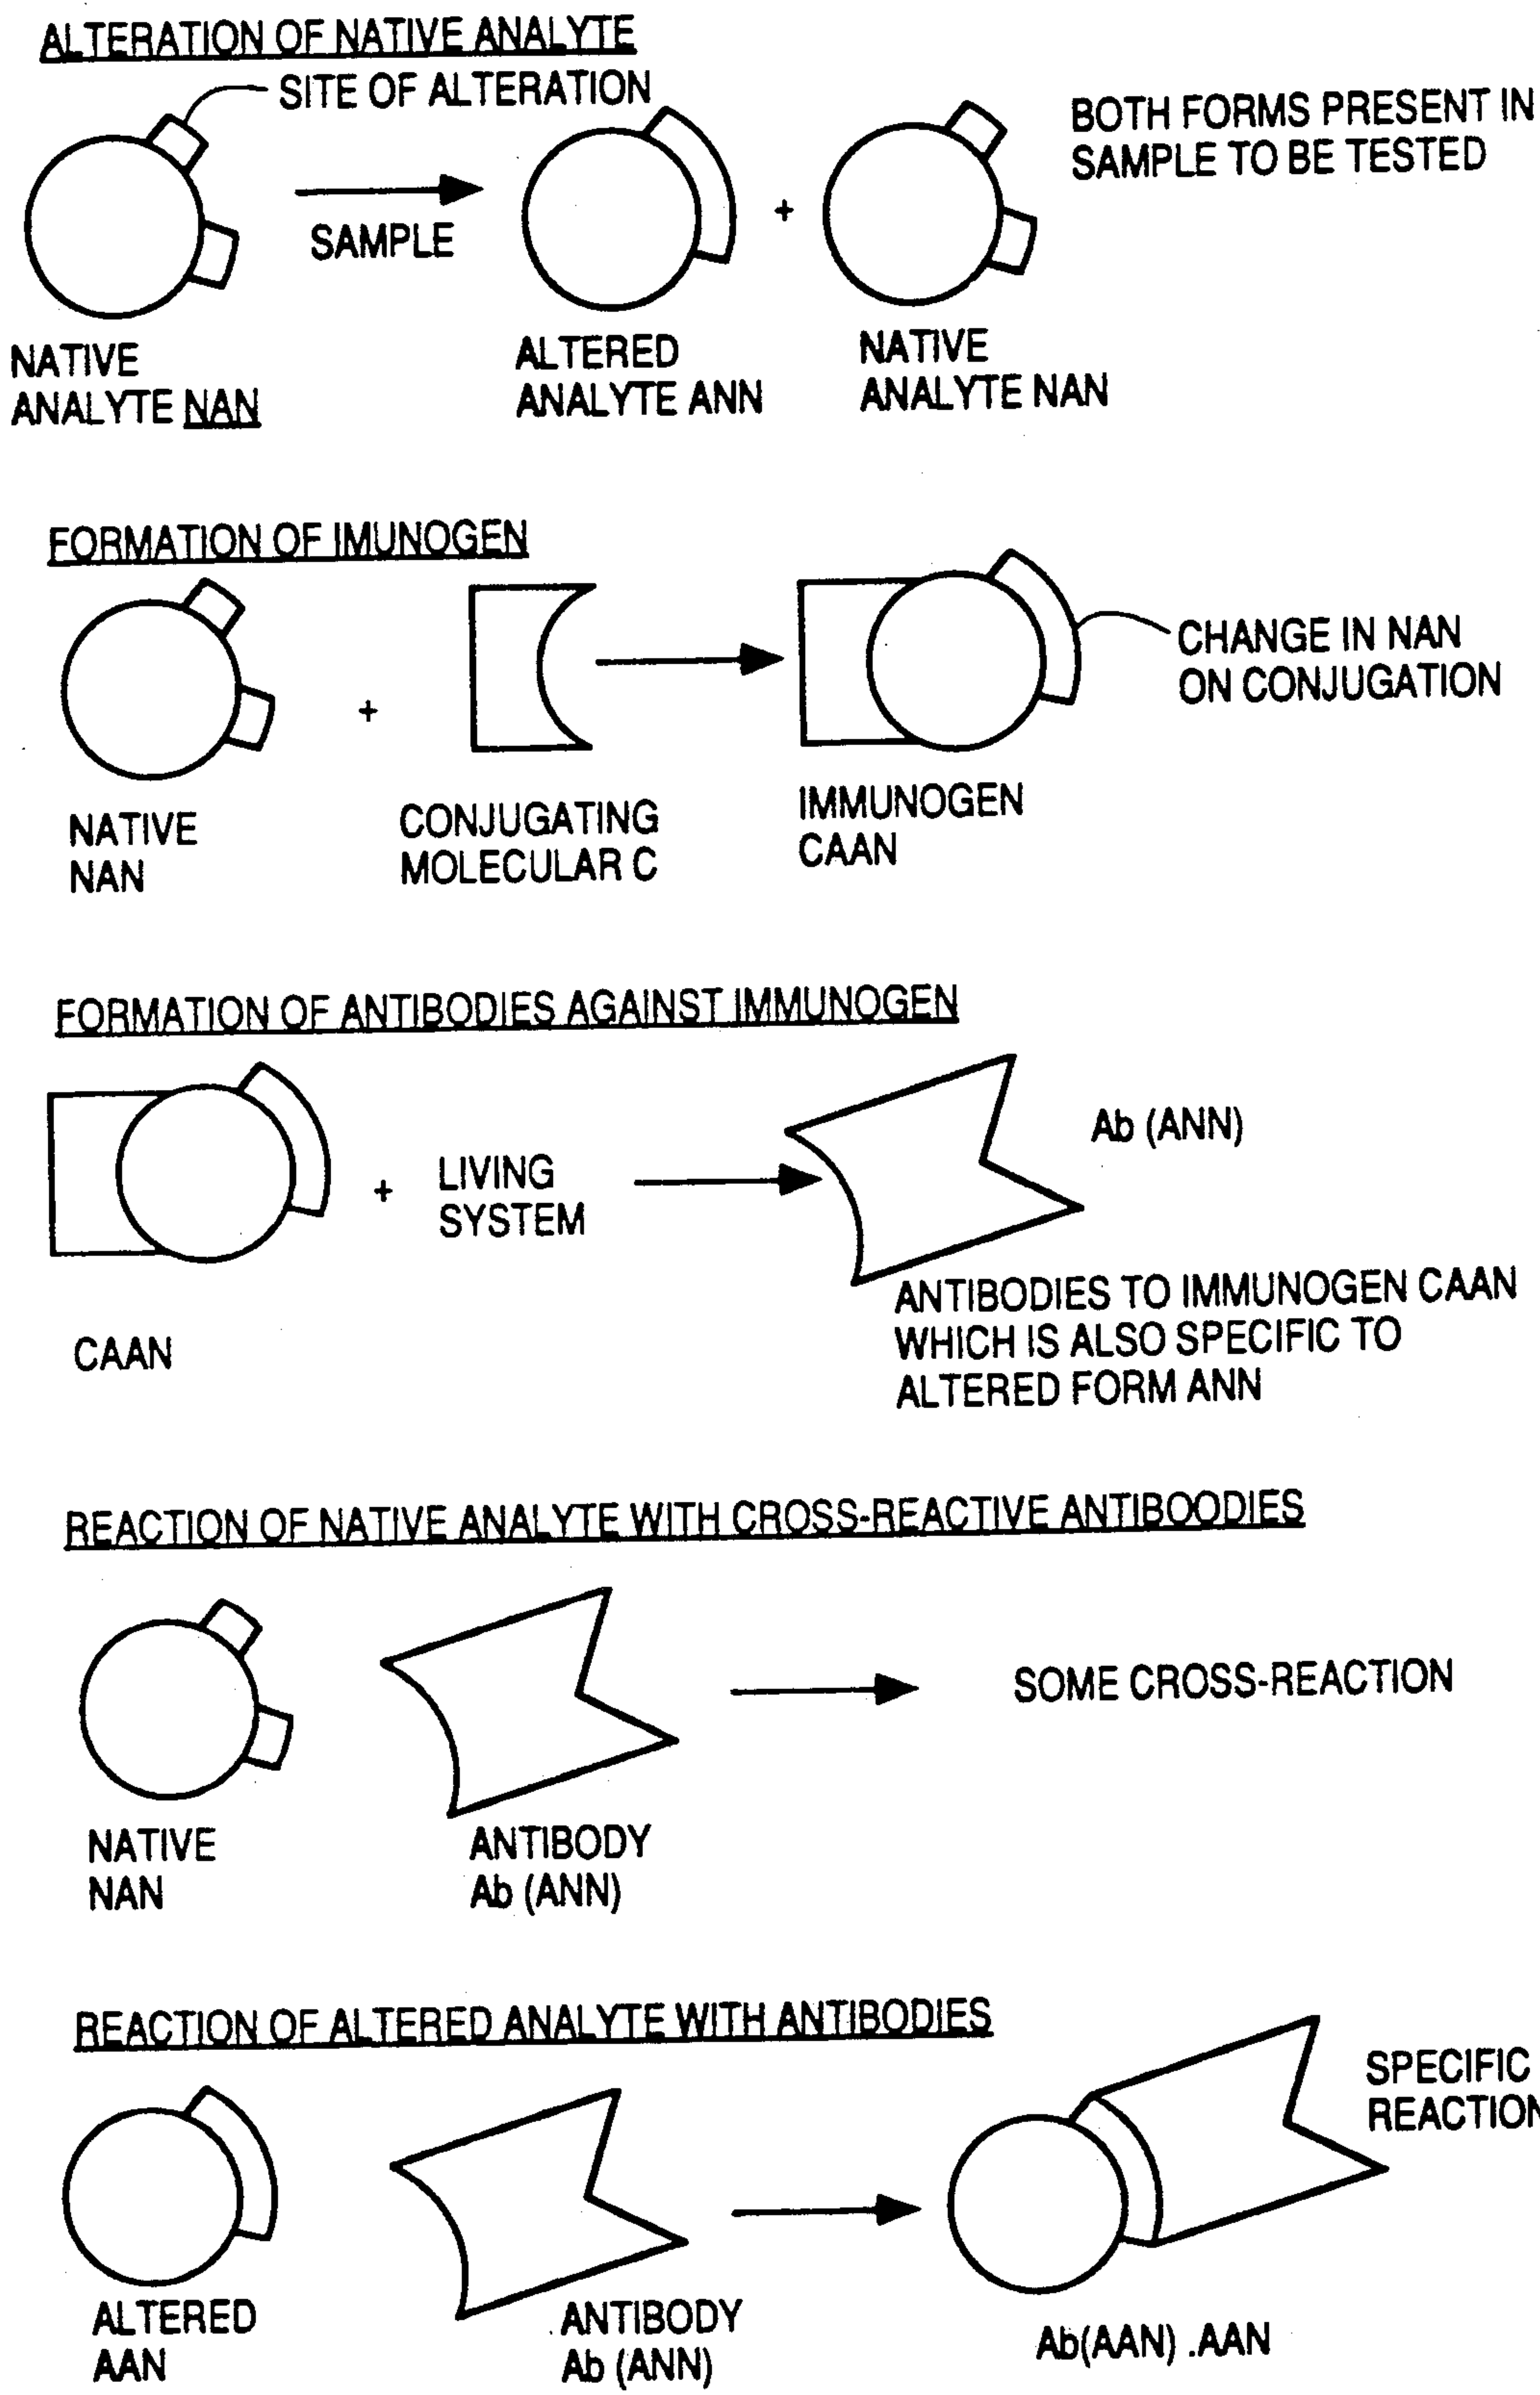 ALTERATION OF NATIVE ANALYTE
SITE OF ALTERATION
BOTH FORMS PRESENT IN
SAMPLE TO BE TESTED
SAMPLE
+
NATIVE
ANALYTE NAN
ALTERED
ANALYTE ANN
NATIVE
ANALYTE NAN
FORMATION OF IMUNOGEN
+
CHANGE IN NAN
ON CONJUGATION
NATIVE
NAN
CONJUGATING
MOLECULAR C
IMMUNOGEN
CAAN
FORMATION OF ANTIBODIES AGAINST IMMUNOGEN
+
LIVING
SYSTEM
Ab (ANN)
CAAN
ANTIBODIES TO IMMUNOGEN CAAN
WHICH IS ALSO SPECIFIC TO
ALTERED FORM ANN
REACTION OF NATIVE ANALYTE WITH CROSS-REACTIVE ANTIBOODIES
SOME CROSS-REACTION
NATIVE
NAN
ANTIBODY
Ab (ANN)
REACTION OF ALTERED ANALYTE WITH ANTIBODIES
SPECIFIC
REACTION
ALTERED
AAN
ANTIBODY
Ab (ANN)
Ab(AAN) .AAN